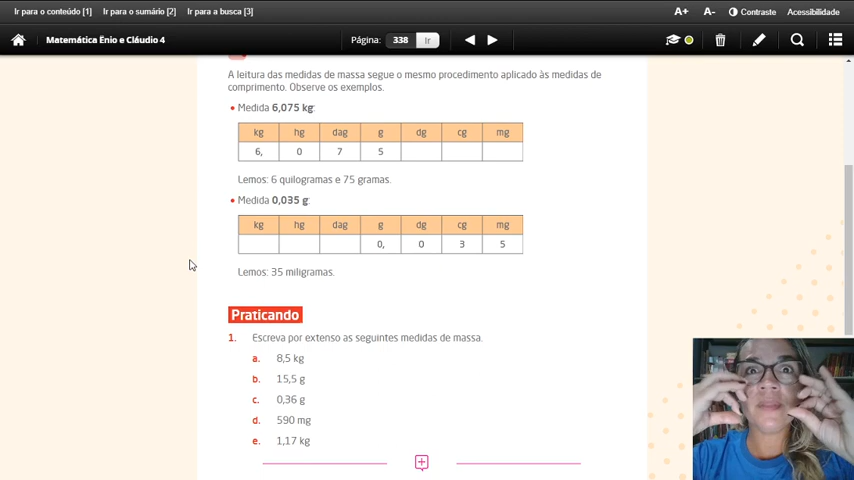 Ir para o conteúdo [1] Ir para o sumário [2] Ir para a busca [3] A+ A- Contraste Acessibilidade
Matemática Enio e Cláudio 4 Página: 338 Ir
A leitura das medidas de massa segue o mesmo procedimento aplicado às medidas de
comprimento. Observe os exemplos.
• Medida 6,075 kg:
kg hg dag g dg cg mg
6, 0 7 5
Lemos: 6 quilogramas e 75 gramas.
• Medida 0,035 g:
kg hg dag g dg cg mg
0, 0 3 5
Lemos: 35 miligramas.
Praticando
1. Escreva por extenso as seguintes medidas de massa.
a. 8,5 kg
b. 15,5 g
c. 0,36 g
d. 590 mg
e. 1,17 kg